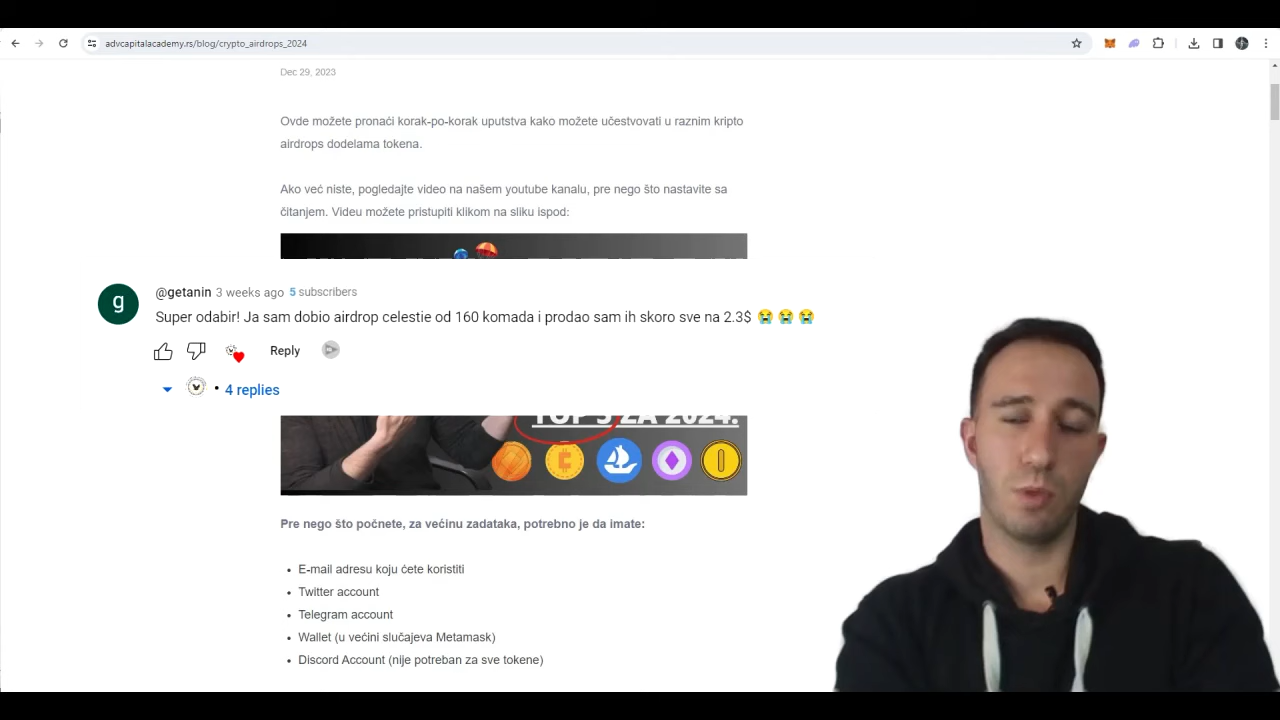 advcapitalacademy.rs/blog/crypto_airdrops_2024
Dec 29, 2023
Ovde možete pronaći korak-po-korak uputstva kako možete učestvovati u raznim kripto
airdrops dodelama tokena.
Ako već niste, pogledajte video na našem youtube kanalu, pre nego što nastavite sa
čitanjem. Videu možete pristupiti klikom na sliku ispod:
g
@getanin 3 weeks ago 5 subscribers
Super odabir! Ja sam dobio airdrop celestie od 160 komada i prodao sam ih skoro sve na 2.3$ 😭 😭 😭
Reply
• 4 replies
TOP 5 ZA 2024.
Pre nego što počnete, za većinu zadataka, potrebno je da imate:
• E-mail adresu koju ćete koristiti
• Twitter account
• Telegram account
• Wallet (u većini slučajeva Metamask)
• Discord Account (nije potreban za sve tokene)